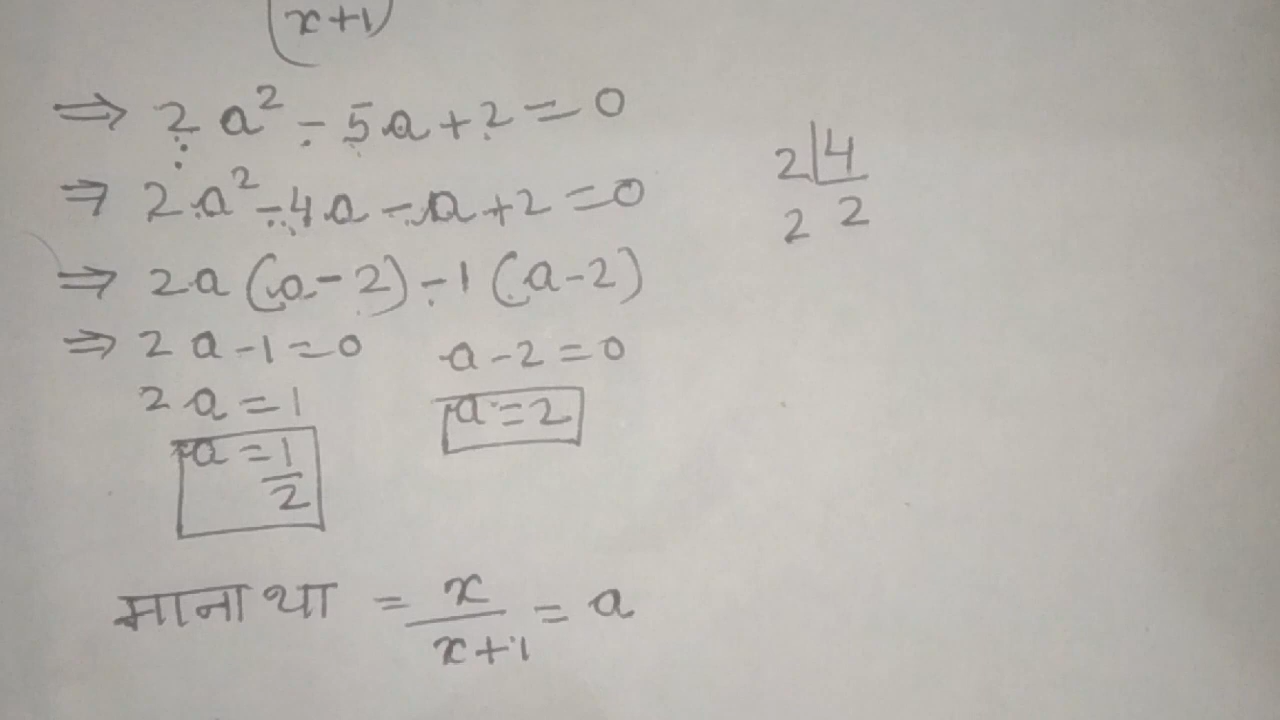 (x+1)
⇒ 2a² - 5a + 2 = 0
⇒ 2a² - 4a - a + 2 = 0
⇒ 2a (a - 2) - 1 (a - 2)
⇒ 2a - 1 = 0 a - 2 = 0
2a = 1 a = 2
a = 1/2
माना था = x/(x+1) = a
2|4
2 2